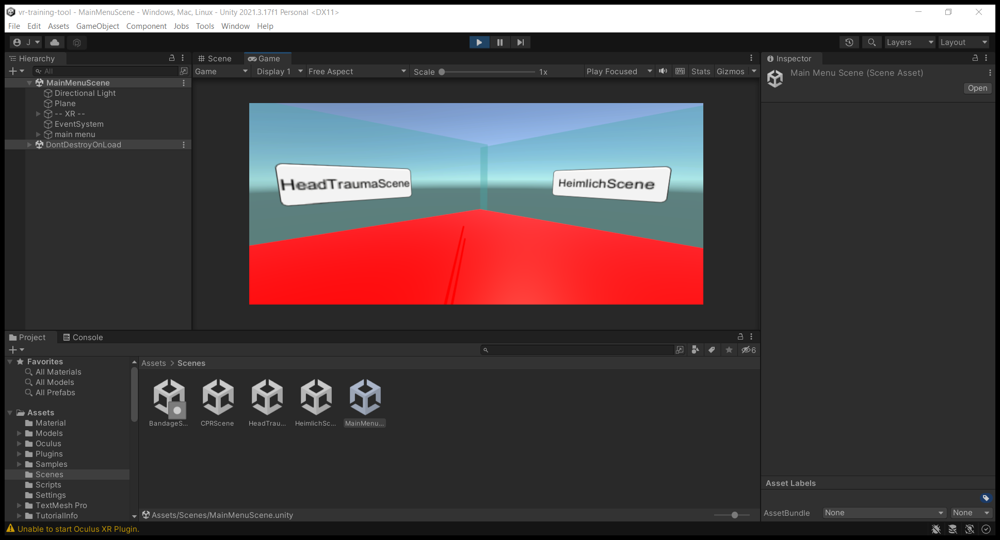 vr-training-tool - MainMenuScene - Windows, Mac, Linux - Unity 2021.3.17f1 Personal <DX11>
File Edit Assets GameObject Component Jobs Tools Window Help
J Layers Layout
Hierarchy
All
MainMenuScene
Directional Light
Plane
-- XR --
EventSystem
main menu
DontDestroyOnLoad
Scene Game
Game Display 1 Free Aspect Scale 1x Play Focused Stats Gizmos
HeadTraumaScene
HeimlichScene
Inspector
Main Menu Scene (Scene Asset)
Open
Project Console
6
Favorites
All Materials
All Models
All Prefabs
Assets
Material
Models
Oculus
Plugins
Samples
Scenes
Scripts
Settings
TextMesh Pro
TutorialInfo
Assets > Scenes
BandageS... CPRScene HeadTrau... HeimlichSc... MainMenu...
Assets/Scenes/MainMenuScene.unity
Asset Labels
AssetBundle None None
Unable to start Oculus XR Plugin.